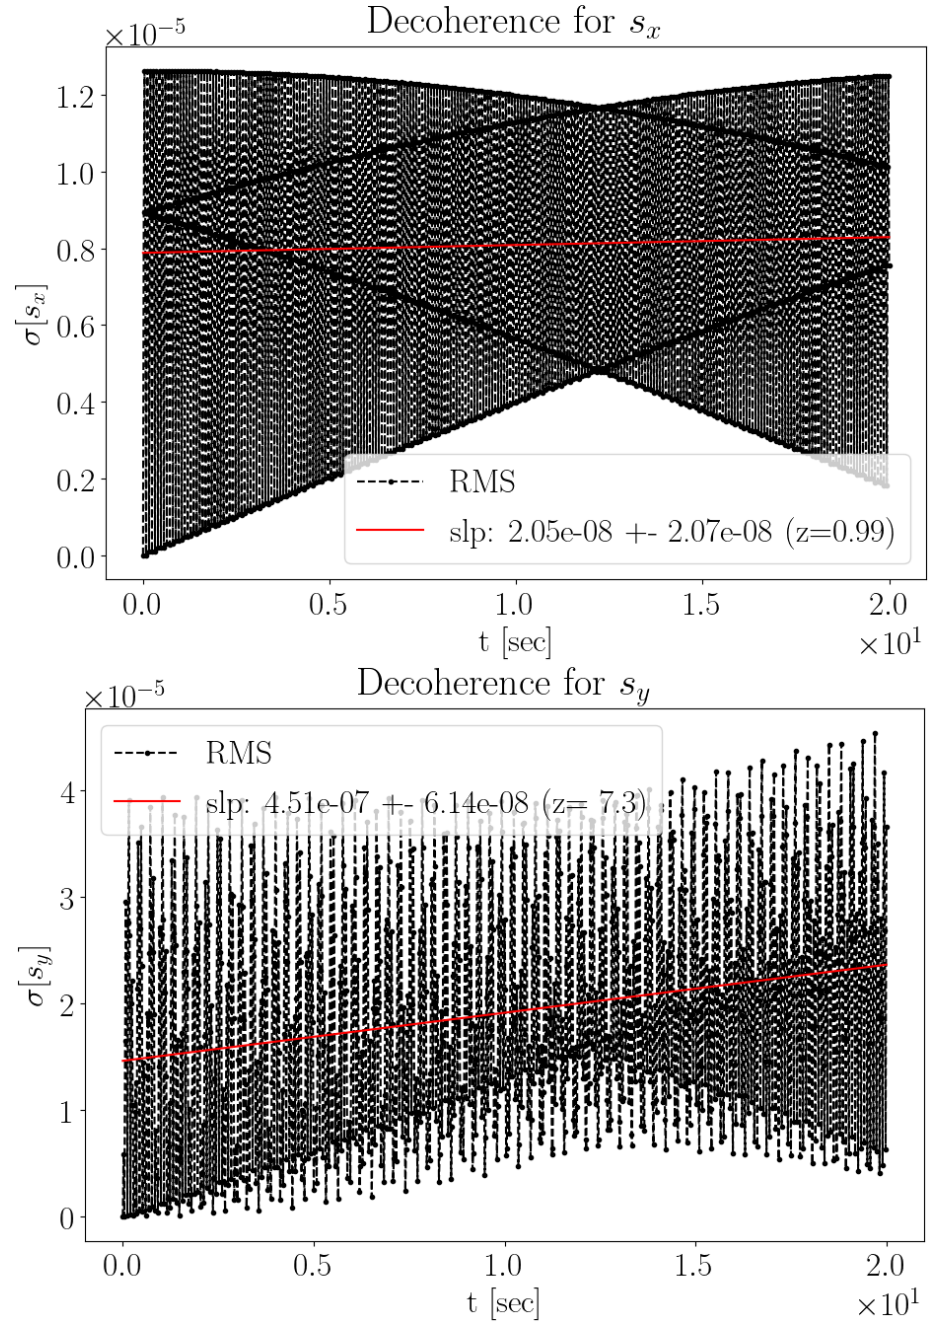 Decoherence for s_x
×10⁻⁵
1.2
1.0
0.8
0.6
0.4
0.2
0.0
σ[s_x]
RMS
slp: 2.05e-08 +- 2.07e-08 (z=0.99)
0.0 0.5 1.0 1.5 2.0
t [sec]
×10¹
Decoherence for s_y
×10⁻⁵
RMS
slp: 4.51e-07 +- 6.14e-08 (z= 7.3)
4
3
2
1
0
σ[s_y]
0.0 0.5 1.0 1.5 2.0
t [sec]
×10¹